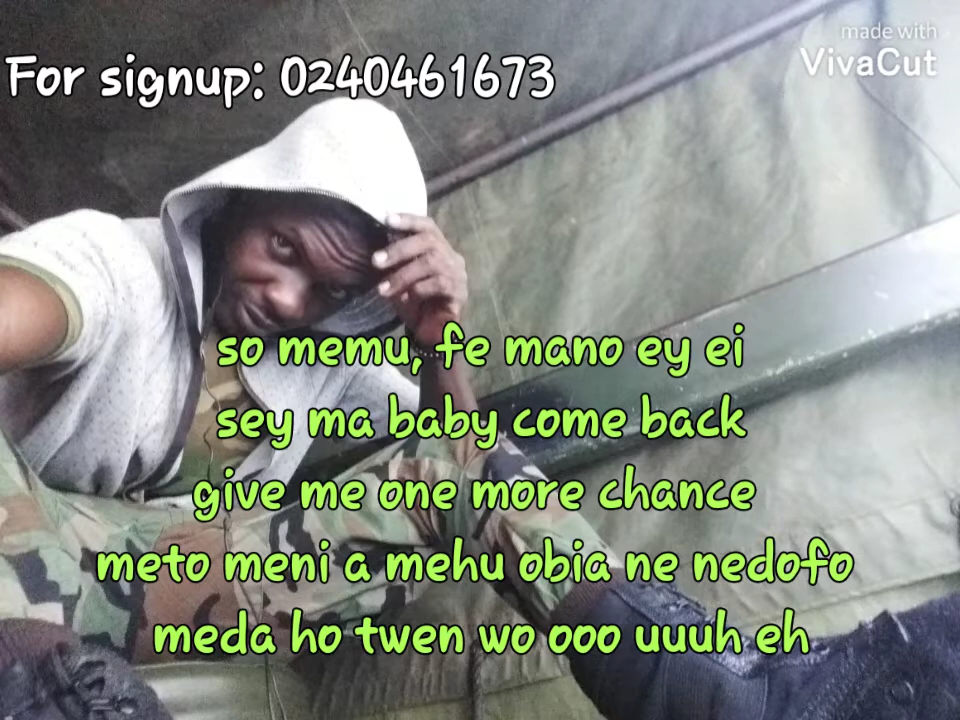 made with
VivaCut
For signup: 0240461673
so memu, fe mano ey ei
sey ma baby come back
give me one more chance
meto meni a mehu obia ne nedofo
meda ho twen wo ooo uuuh eh